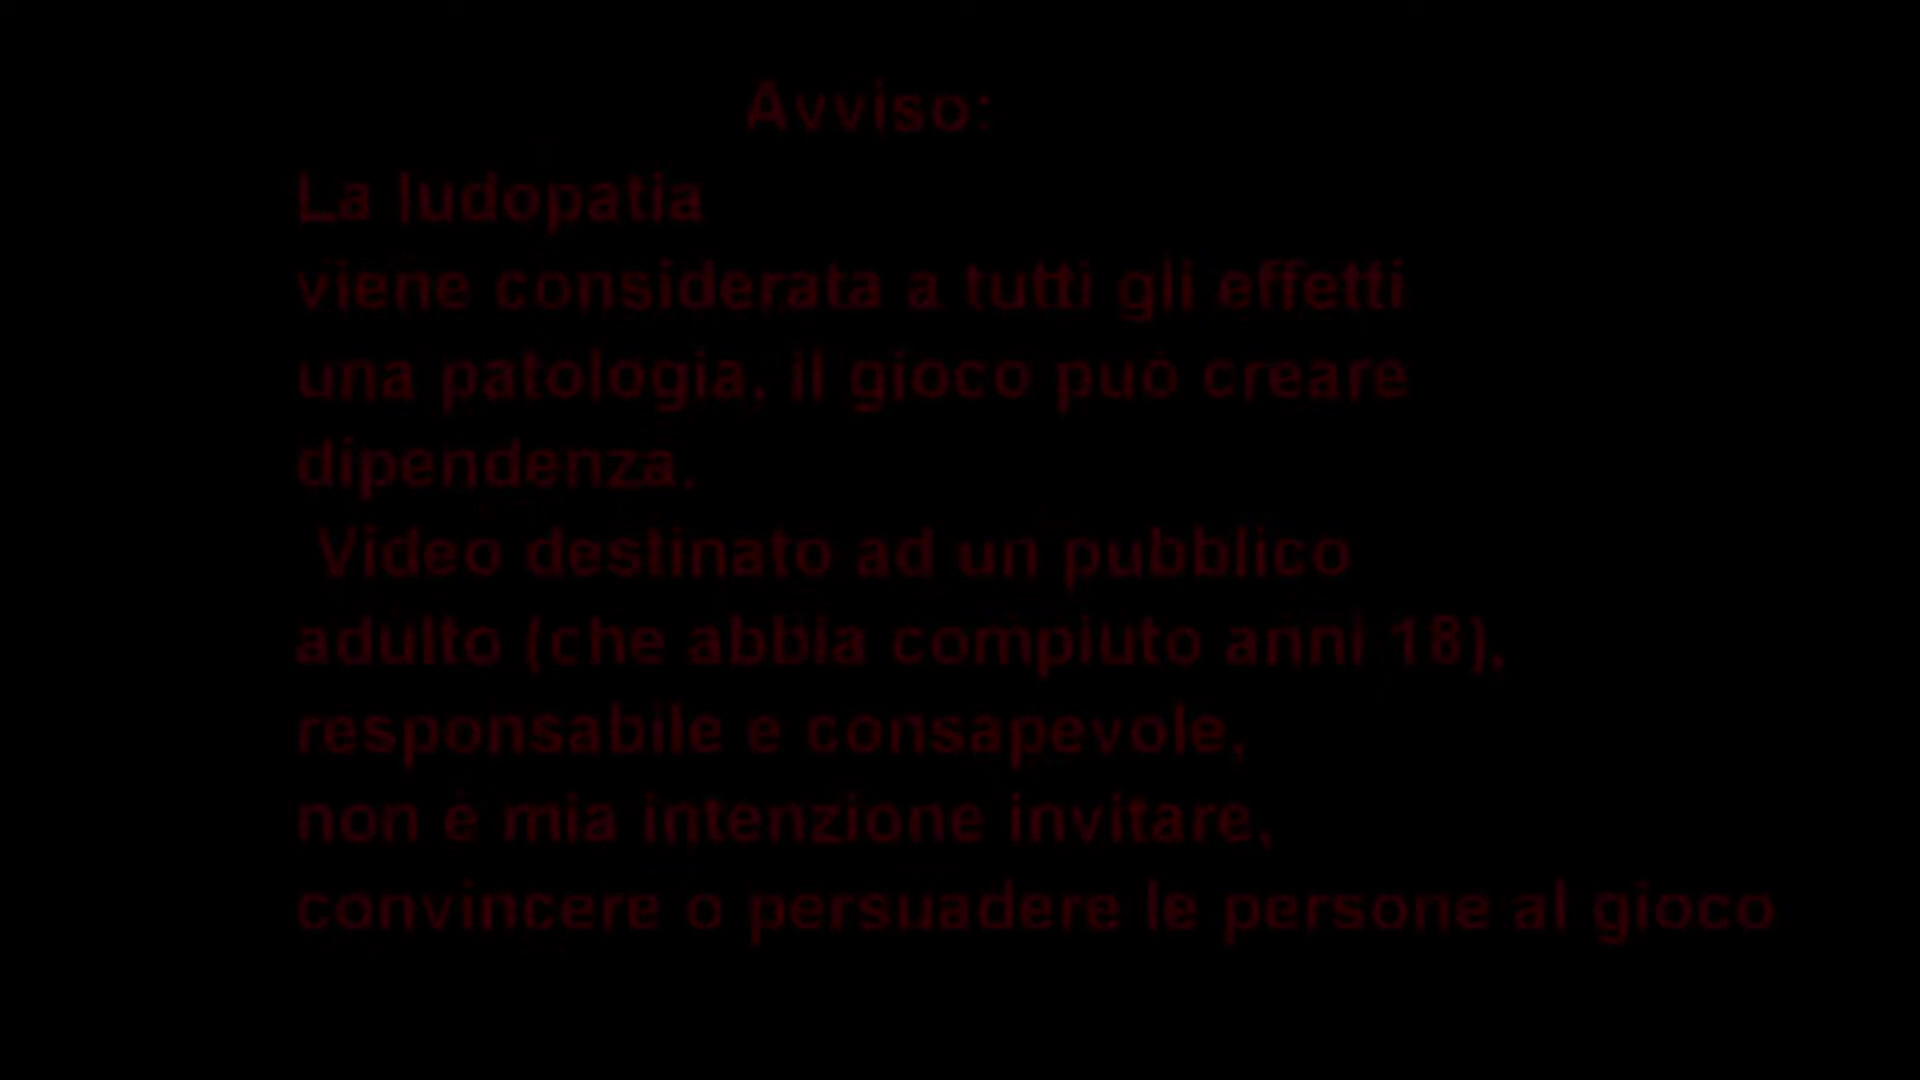 Avviso:
La ludopatia
viene considerata a tutti gli effetti
una patologia, il gioco può creare
dipendenza.
Video destinato ad un pubblico
adulto (che abbia compiuto anni 18),
responsabile e consapevole,
non è mia intenzione invitare,
convincere o persuadere le persone al gioco